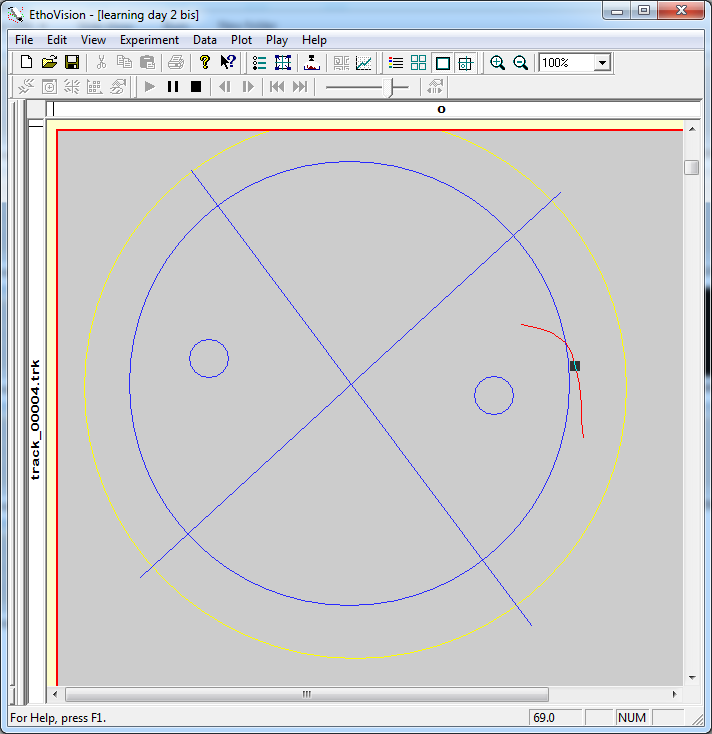 EthoVision - [learning day 2 bis]
File Edit View Experiment Data Plot Play Help
100%
o
track_00004.trk
For Help, press F1.
69.0
NUM